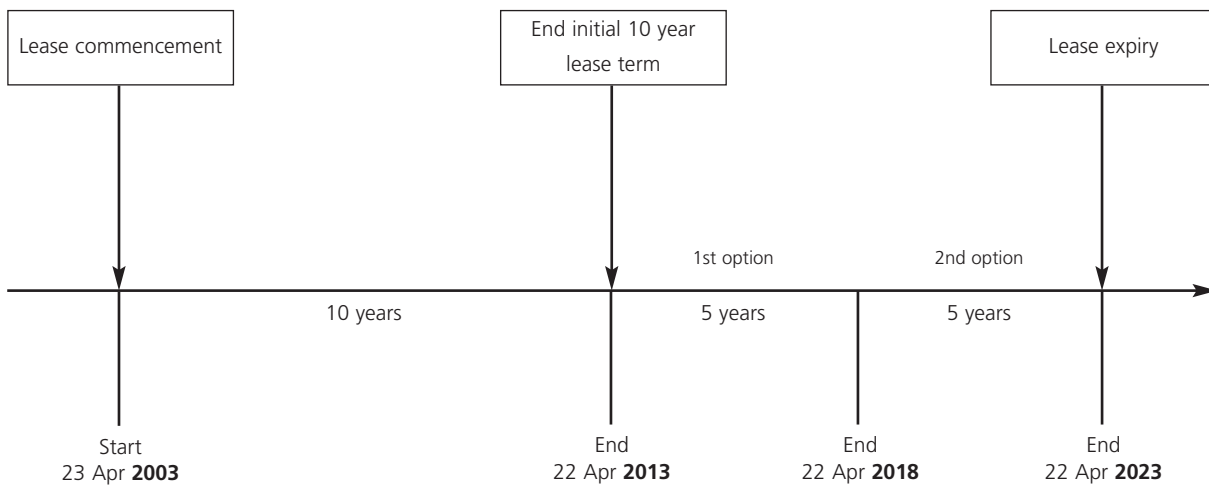 Lease commencement
End initial 10 year
lease term
Lease expiry
1st option
2nd option
10 years
5 years
5 years
Start
23 Apr 2003
End
22 Apr 2013
End
22 Apr 2018
End
22 Apr 2023